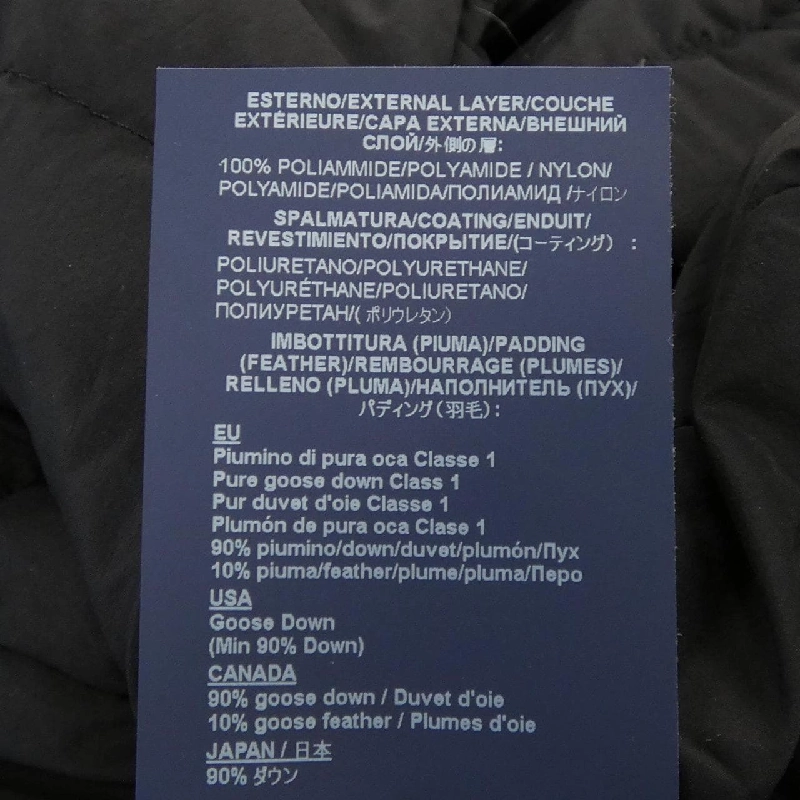 ESTERNO/EXTERNAL LAYER/COUCHE
EXTÉRIEURE/CAPA EXTERNA/ВНЕШНИЙ
СЛОЙ/外側の層:
100% POLIAMMIDE/POLYAMIDE / NYLON/
POLYAMIDE/POLIAMIDA/ПОЛИАМИД /ナイロン
SPALMATURA/COATING/ENDUIT/
REVESTIMIENTO/ПОКРЫТИЕ/(コーティング) :
POLIURETANO/POLYURETHANE/
POLYURÉTHANE/POLIURETANO/
ПОЛИУРЕТАН/( ポリウレタン)
IMBOTTITURA (PIUMA)/PADDING
(FEATHER)/REMBOURRAGE (PLUMES)/
RELLENO (PLUMA)/НАПОЛНИТЕЛЬ (ПУХ)/
パディング(羽毛):
EU
Piumino di pura oca Classe 1
Pure goose down Class 1
Pur duvet d'oie Classe 1
Plumón de pura oca Clase 1
90% piumino/down/duvet/plumón/Пух
10% piuma/feather/plume/pluma/Перо
USA
Goose Down
(Min 90% Down)
CANADA
90% goose down / Duvet d'oie
10% goose feather / Plumes d'oie
JAPAN / 日本
90% ダウン